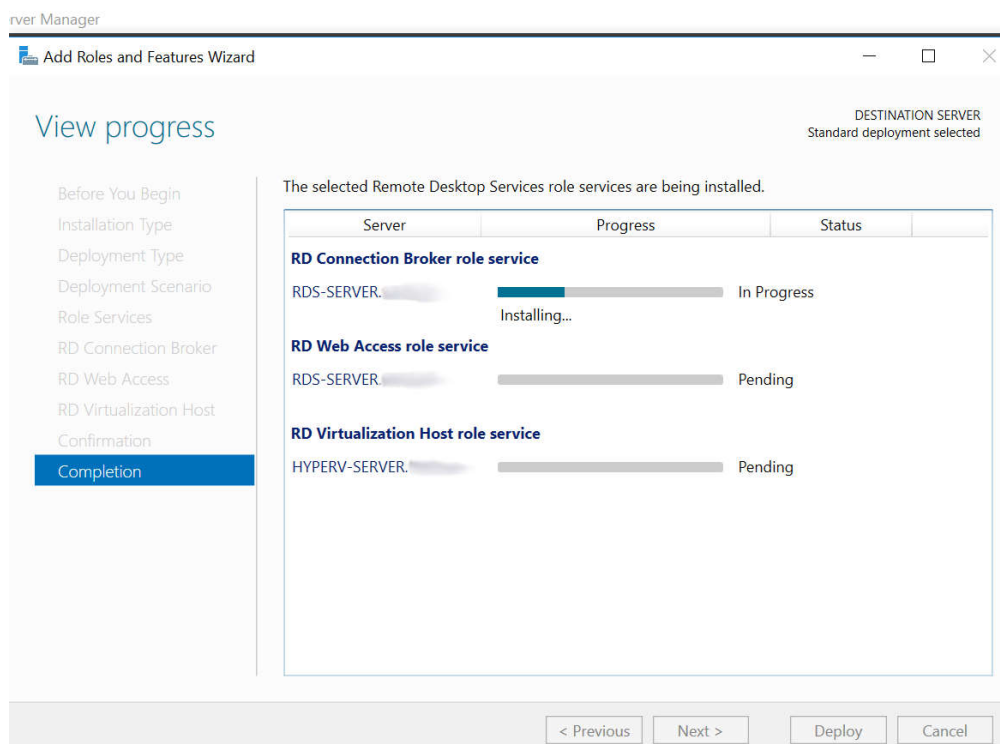 rver Manager
Add Roles and Features Wizard
View progress
DESTINATION SERVER
Standard deployment selected
Before You Begin
Installation Type
Deployment Type
Deployment Scenario
Role Services
RD Connection Broker
RD Web Access
RD Virtualization Host
Confirmation
Completion
The selected Remote Desktop Services role services are being installed.
Server Progress Status
RD Connection Broker role service
RDS-SERVER. In Progress
Installing...
RD Web Access role service
RDS-SERVER. Pending
RD Virtualization Host role service
HYPERV-SERVER. Pending
< Previous Next > Deploy Cancel